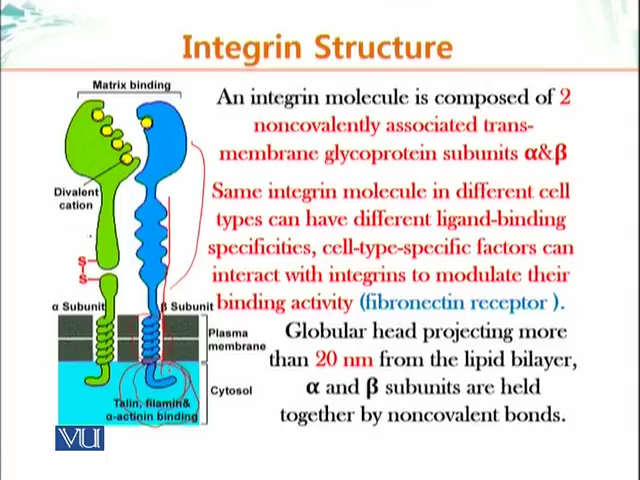 Integrin Structure
Matrix binding
Divalent
cation
S
S
α Subunit
β Subunit
Plasma
membrane
Cytosol
Talin, filamin&
α-actinin binding
VU
An integrin molecule is composed of 2
noncovalently associated trans-
membrane glycoprotein subunits α&β
Same integrin molecule in different cell
types can have different ligand-binding
specificities, cell-type-specific factors can
interact with integrins to modulate their
binding activity (fibronectin receptor ).
Globular head projecting more
than 20 nm from the lipid bilayer,
α and β subunits are held
together by noncovalent bonds.